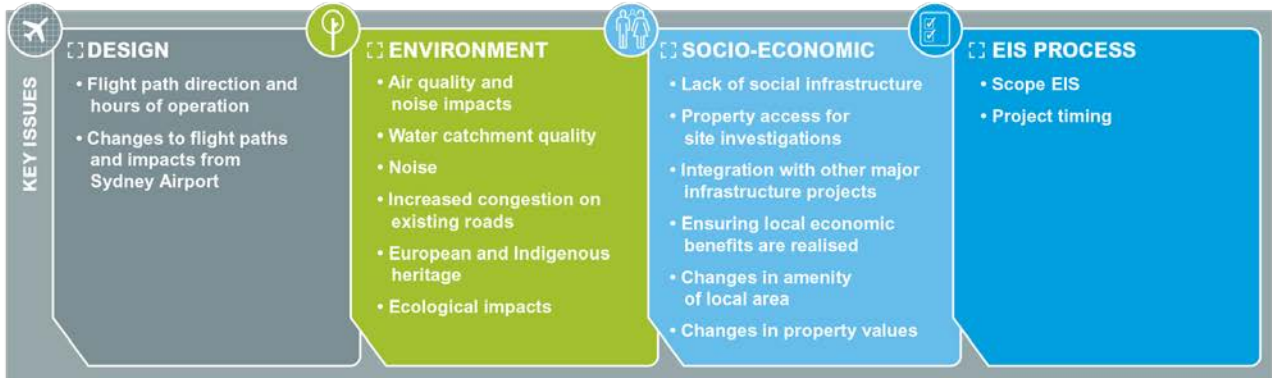 KEY ISSUES
DESIGN
• Flight path direction and
hours of operation
• Changes to flight paths
and impacts from
Sydney Airport
ENVIRONMENT
• Air quality and
noise impacts
• Water catchment quality
• Noise
• Increased congestion on
existing roads
• European and Indigenous
heritage
• Ecological impacts
SOCIO-ECONOMIC
• Lack of social infrastructure
• Property access for
site investigations
• Integration with other major
infrastructure projects
• Ensuring local economic
benefits are realised
• Changes in amenity
of local area
• Changes in property values
EIS PROCESS
• Scope EIS
• Project timing